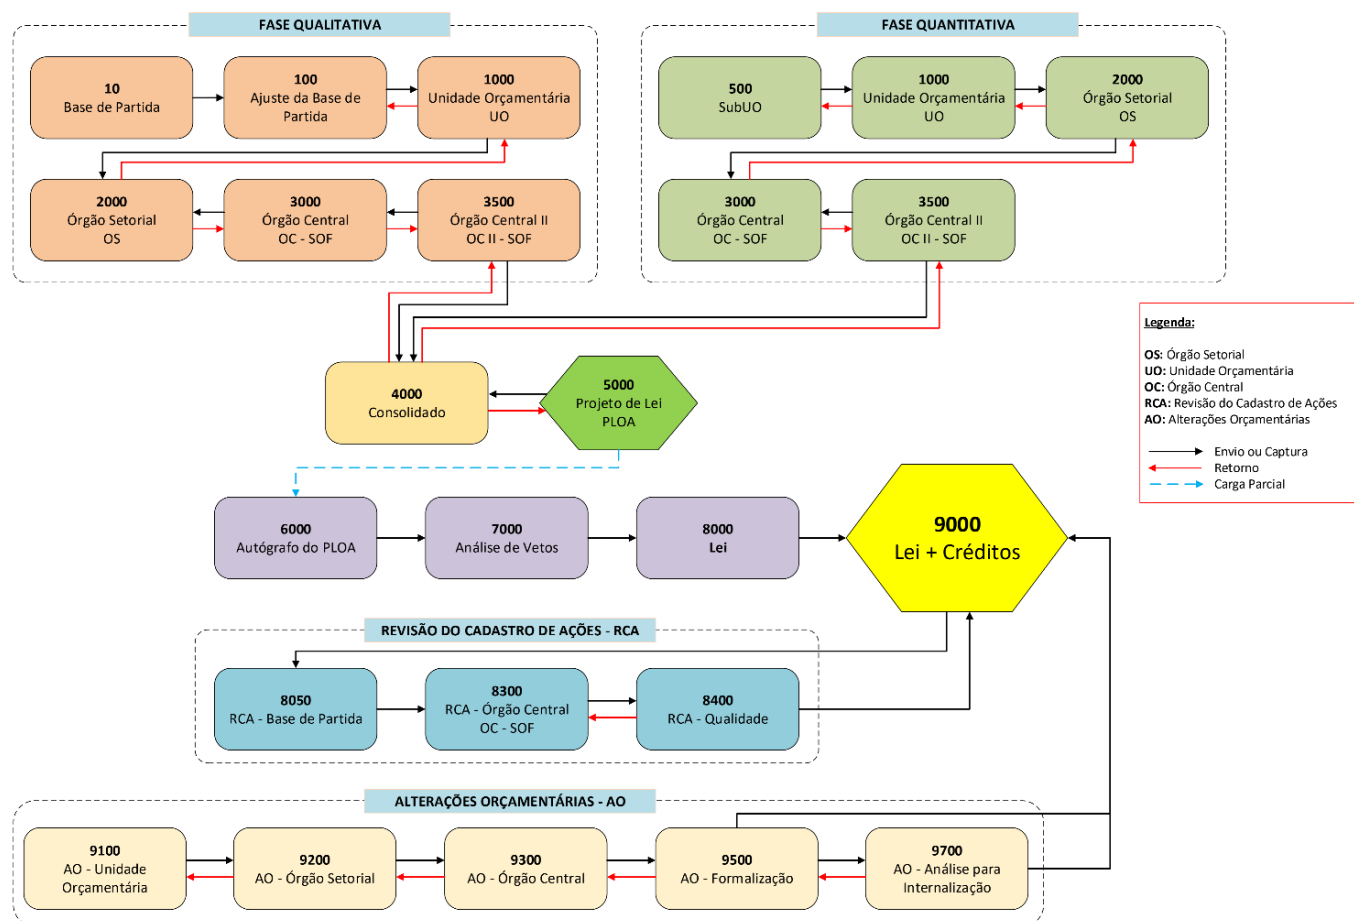 FASE QUALITATIVA
10
Base de Partida
100
Ajuste da Base de
Partida
1000
Unidade Orçamentária
UO
2000
Órgão Setorial
OS
3000
Órgão Central
OC - SOF
3500
Órgão Central II
OC II - SOF
FASE QUANTITATIVA
500
SubUO
1000
Unidade Orçamentária
UO
2000
Órgão Setorial
OS
3000
Órgão Central
OC - SOF
3500
Órgão Central II
OC II - SOF
Legenda:
OS: Órgão Setorial
UO: Unidade Orçamentária
OC: Órgão Central
RCA: Revisão do Cadastro de Ações
AO: Alterações Orçamentárias
Envio ou Captura
Retorno
Carga Parcial
4000
Consolidado
5000
Projeto de Lei
PLOA
6000
Autógrafo do PLOA
7000
Análise de Vetos
8000
Lei
9000
Lei + Créditos
REVISÃO DO CADASTRO DE AÇÕES - RCA
8050
RCA - Base de Partida
8300
RCA - Órgão Central
OC - SOF
8400
RCA - Qualidade
ALTERAÇÕES ORÇAMENTÁRIAS - AO
9100
AO - Unidade
Orçamentária
9200
AO - Órgão Setorial
9300
AO - Órgão Central
9500
AO - Formalização
9700
AO - Análise para
Internalização